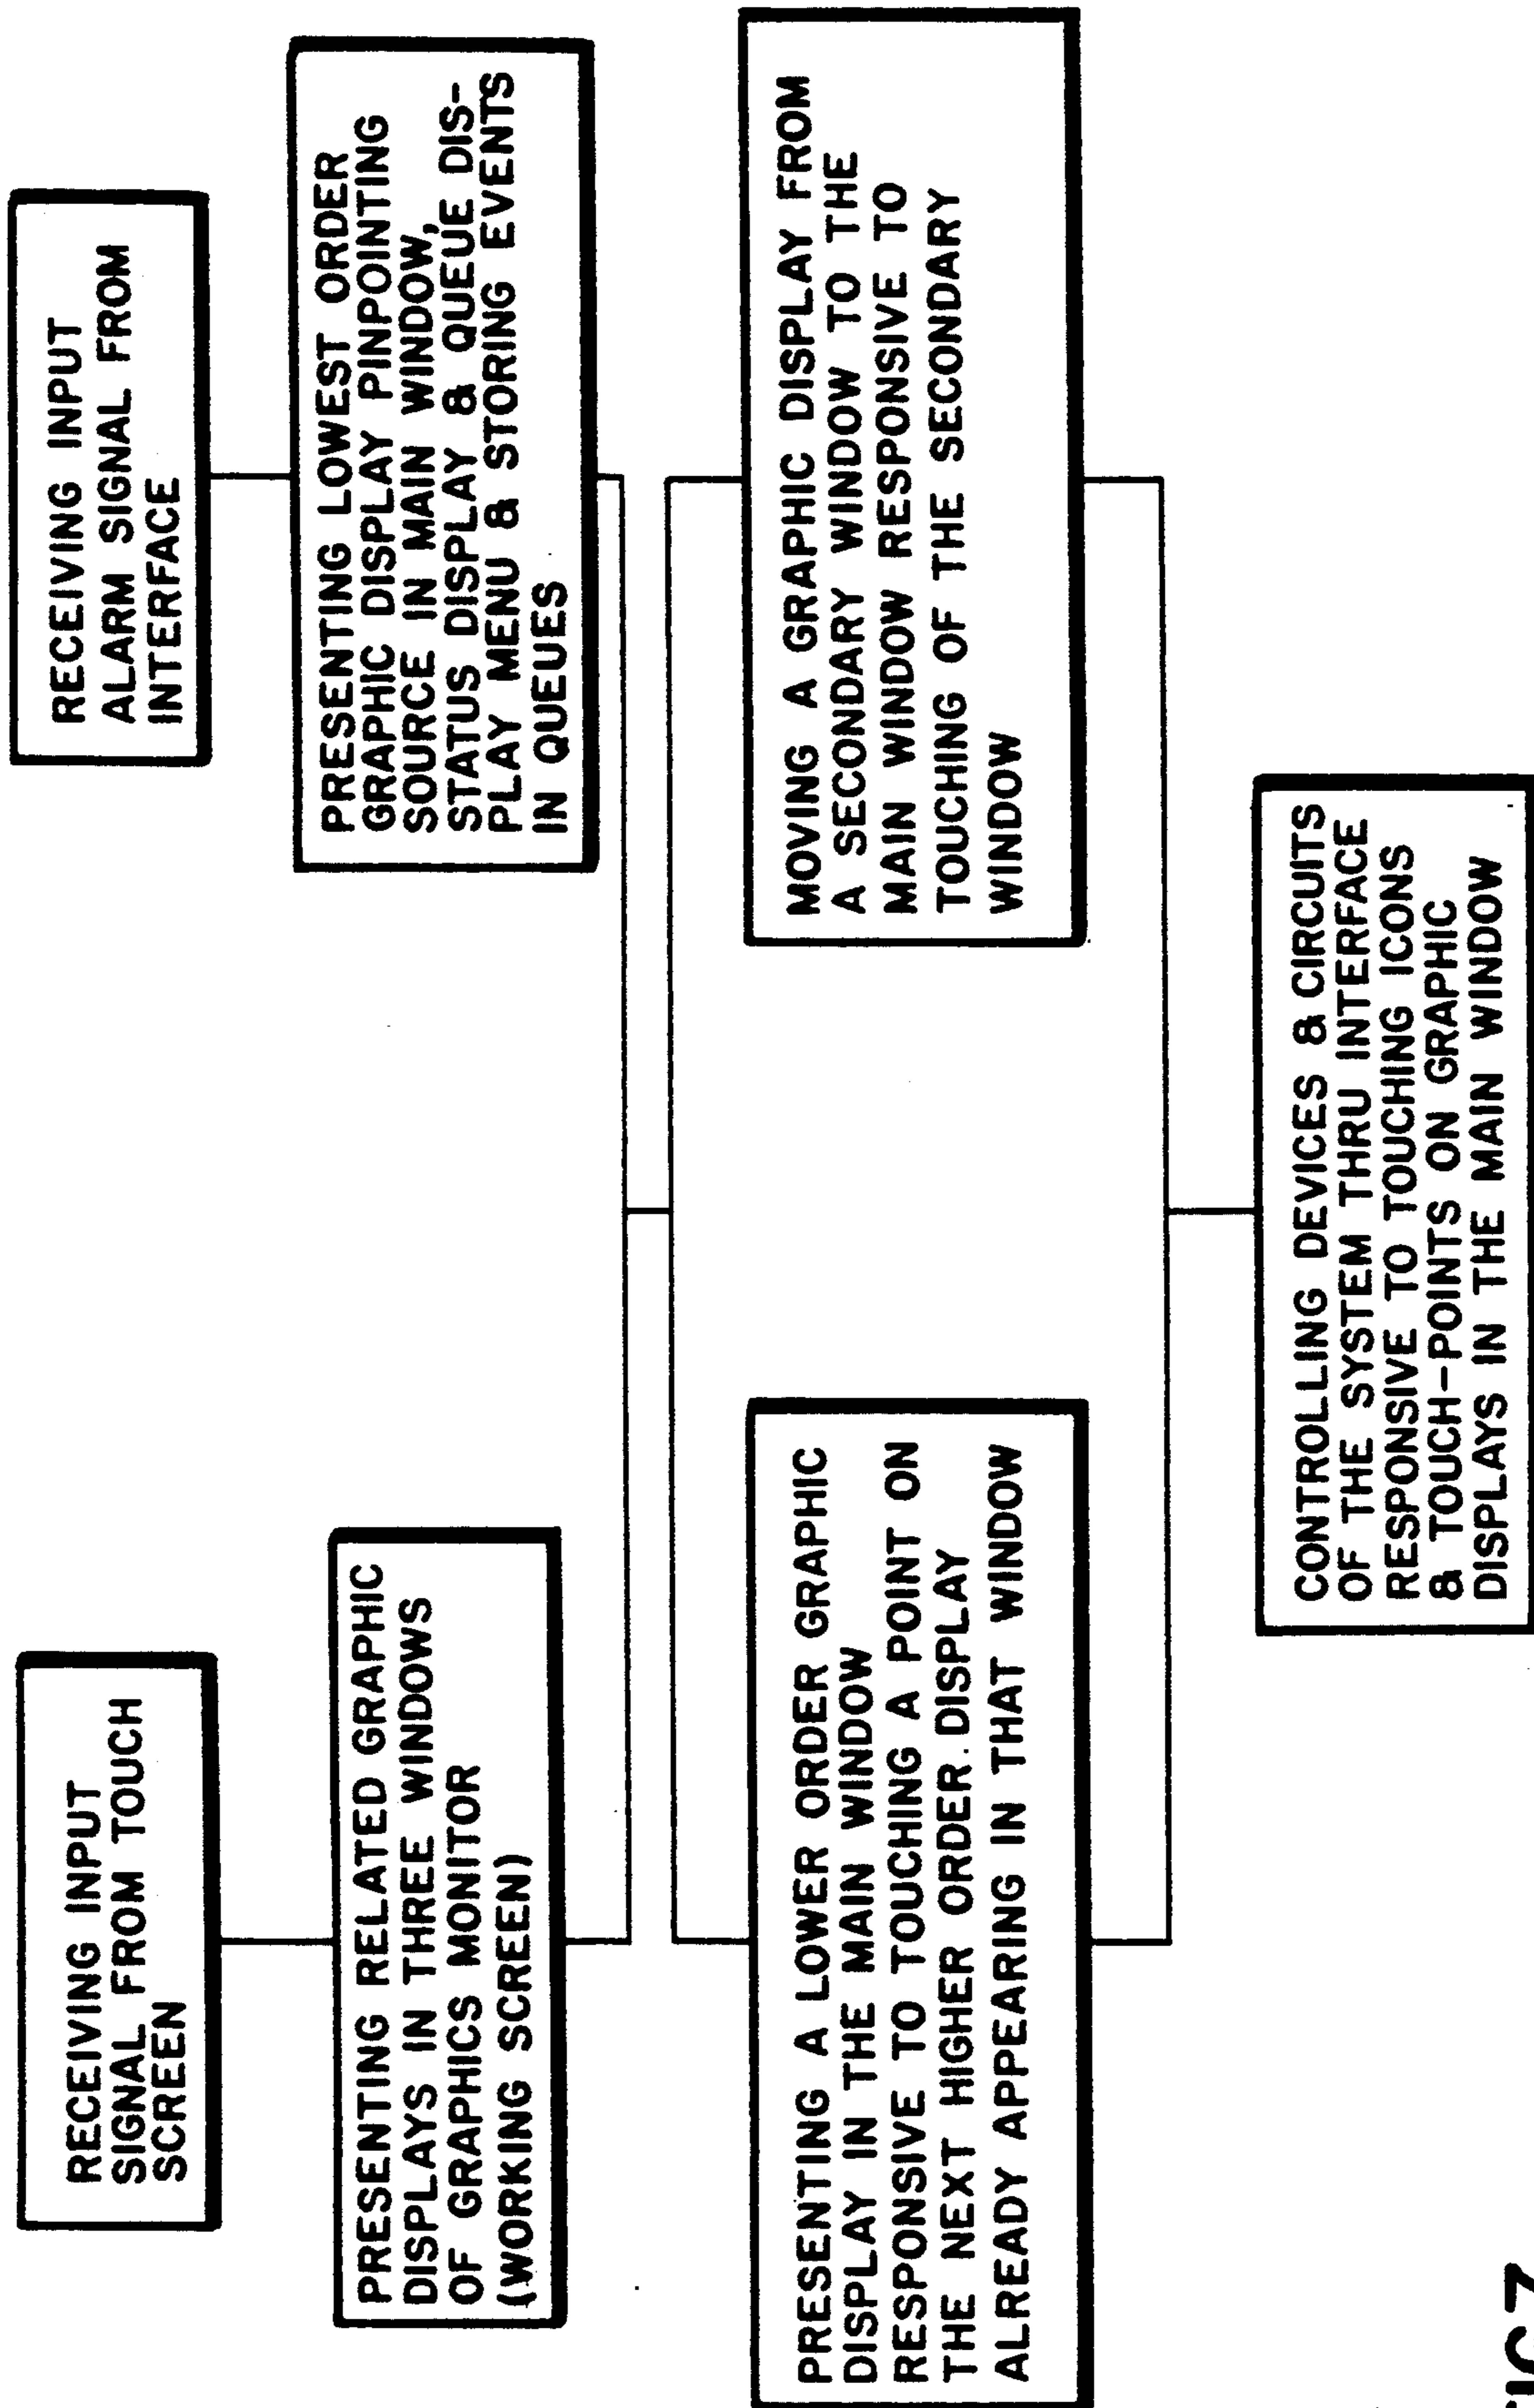 RECEIVING INPUT
SIGNAL FROM TOUCH
SCREEN
RECEIVING INPUT
ALARM SIGNAL FROM
INTERFACE
PRESENTING RELATED GRAPHIC
DISPLAYS IN THREE WINDOWS
OF GRAPHICS MONITOR
(WORKING SCREEN)
PRESENTING LOWEST ORDER
GRAPHIC DISPLAY PINPOINTING
SOURCE IN MAIN WINDOW,
STATUS DISPLAY & QUEUE DIS-
PLAY MENU & STORING EVENTS
IN QUEUES
PRESENTING A LOWER ORDER GRAPHIC
DISPLAY IN THE MAIN WINDOW
RESPONSIVE TO TOUCHING A POINT ON
THE NEXT HIGHER ORDER DISPLAY
ALREADY APPEARING IN THAT WINDOW
MOVING A GRAPHIC DISPLAY FROM
A SECONDARY WINDOW TO THE
MAIN WINDOW RESPONSIVE TO
TOUCHING OF THE SECONDARY
WINDOW
CONTROLLING DEVICES & CIRCUITS
OF THE SYSTEM THRU INTERFACE
RESPONSIVE TO TOUCHING ICONS
& TOUCH-POINTS ON GRAPHIC
DISPLAYS IN THE MAIN WINDOW